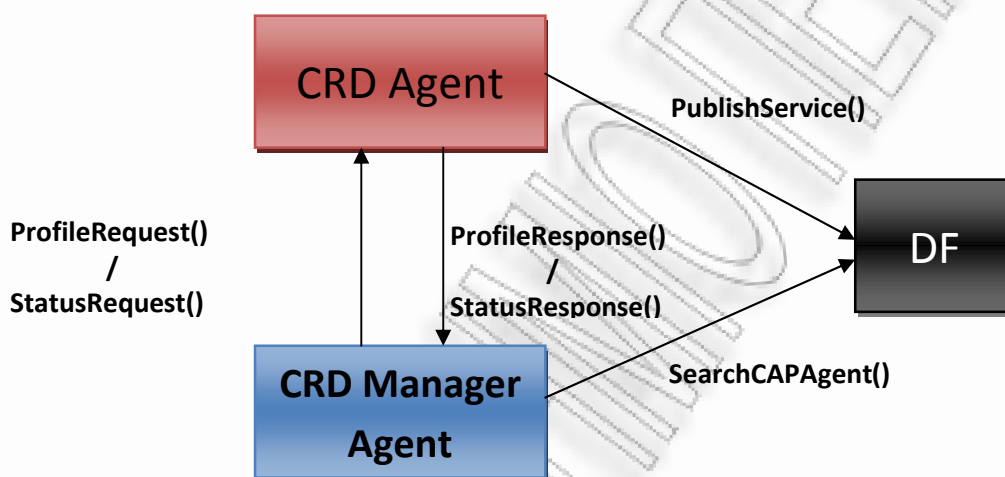 CRD Agent
PublishService()
DF
ProfileRequest()
/
StatusRequest()
ProfileResponse()
/
StatusResponse()
CRD Manager
Agent
SearchCAPAgent()